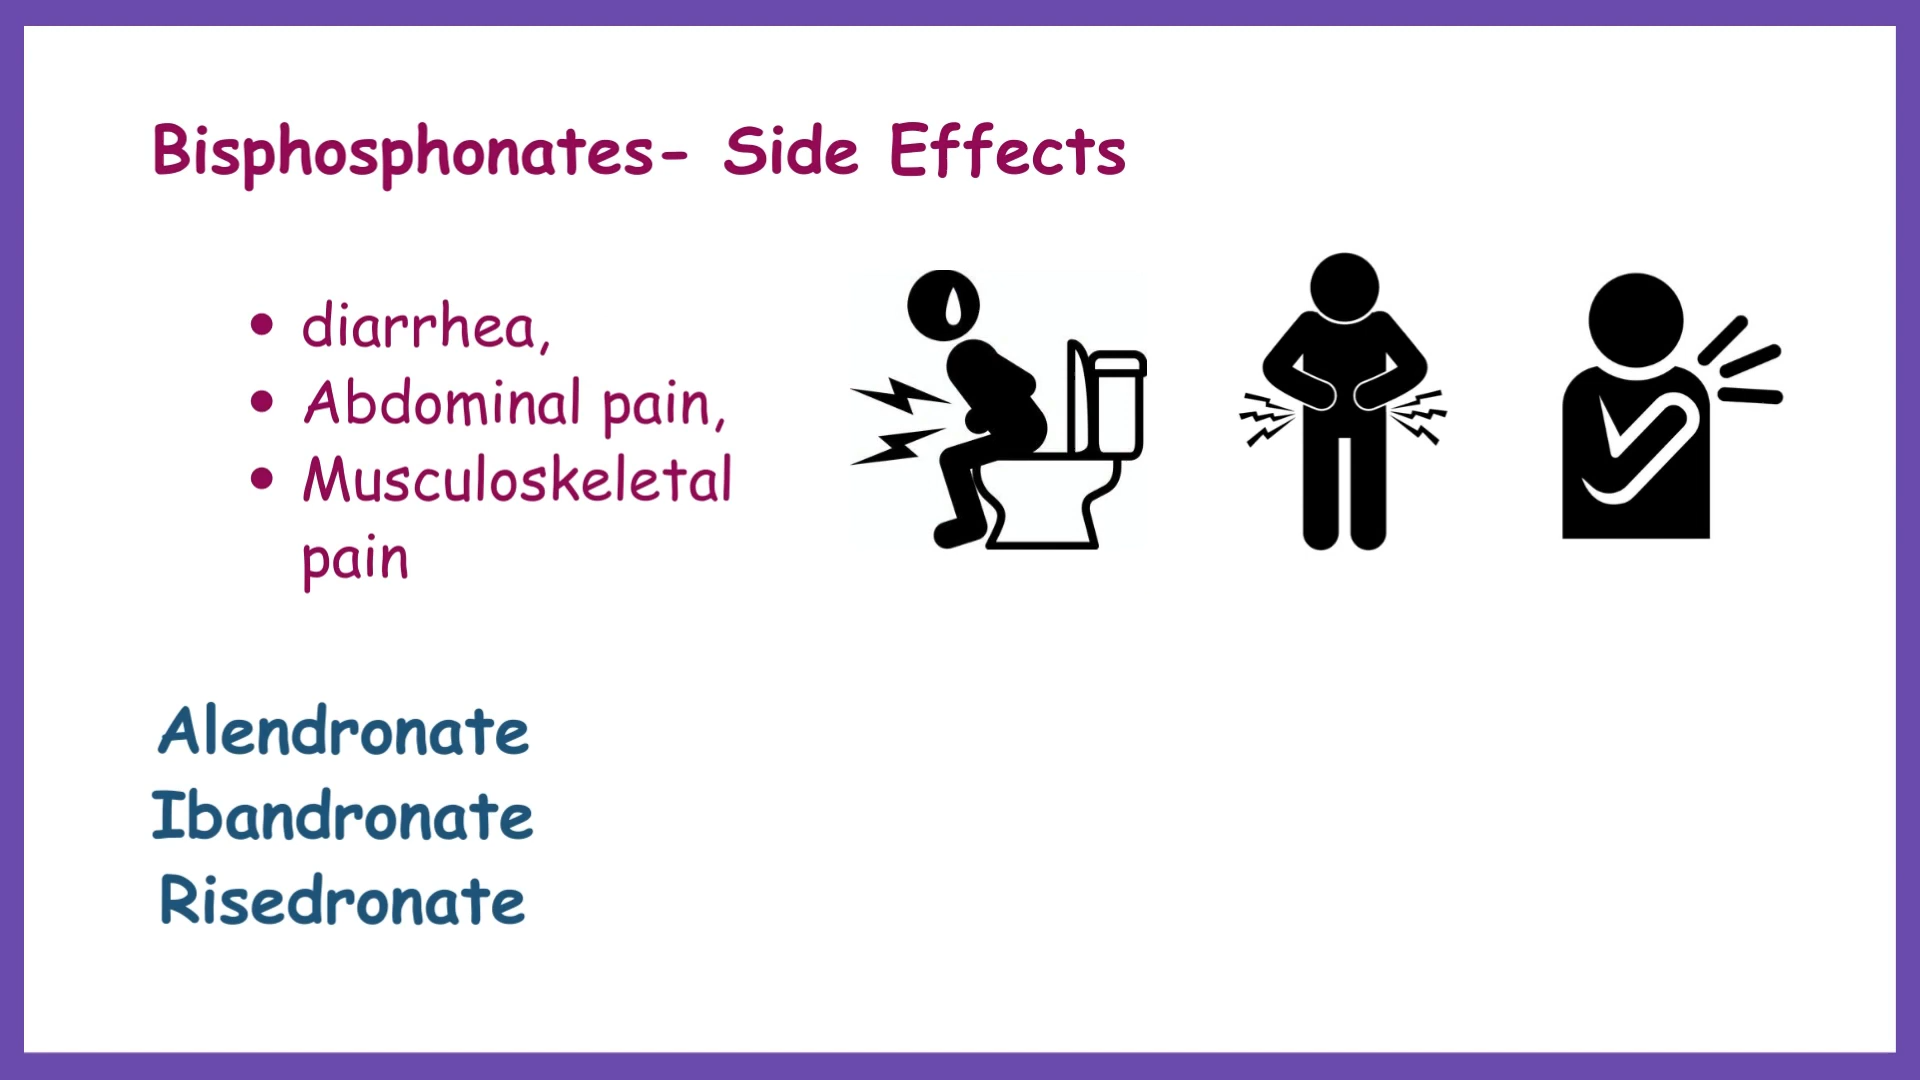 Bisphosphonates- Side Effects
• diarrhea,
• Abdominal pain,
• Musculoskeletal
pain
Alendronate
Ibandronate
Risedronate